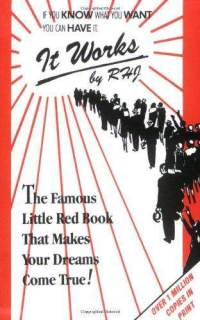 IF YOU KNOW WHAT YOU WANT
YOU CAN HAVE IT.
It Works
by RHJ
The Famous
Little Red Book
That Makes
Your Dreams
Come True!
OVER 1 MILLION
COPIES IN
PRINT